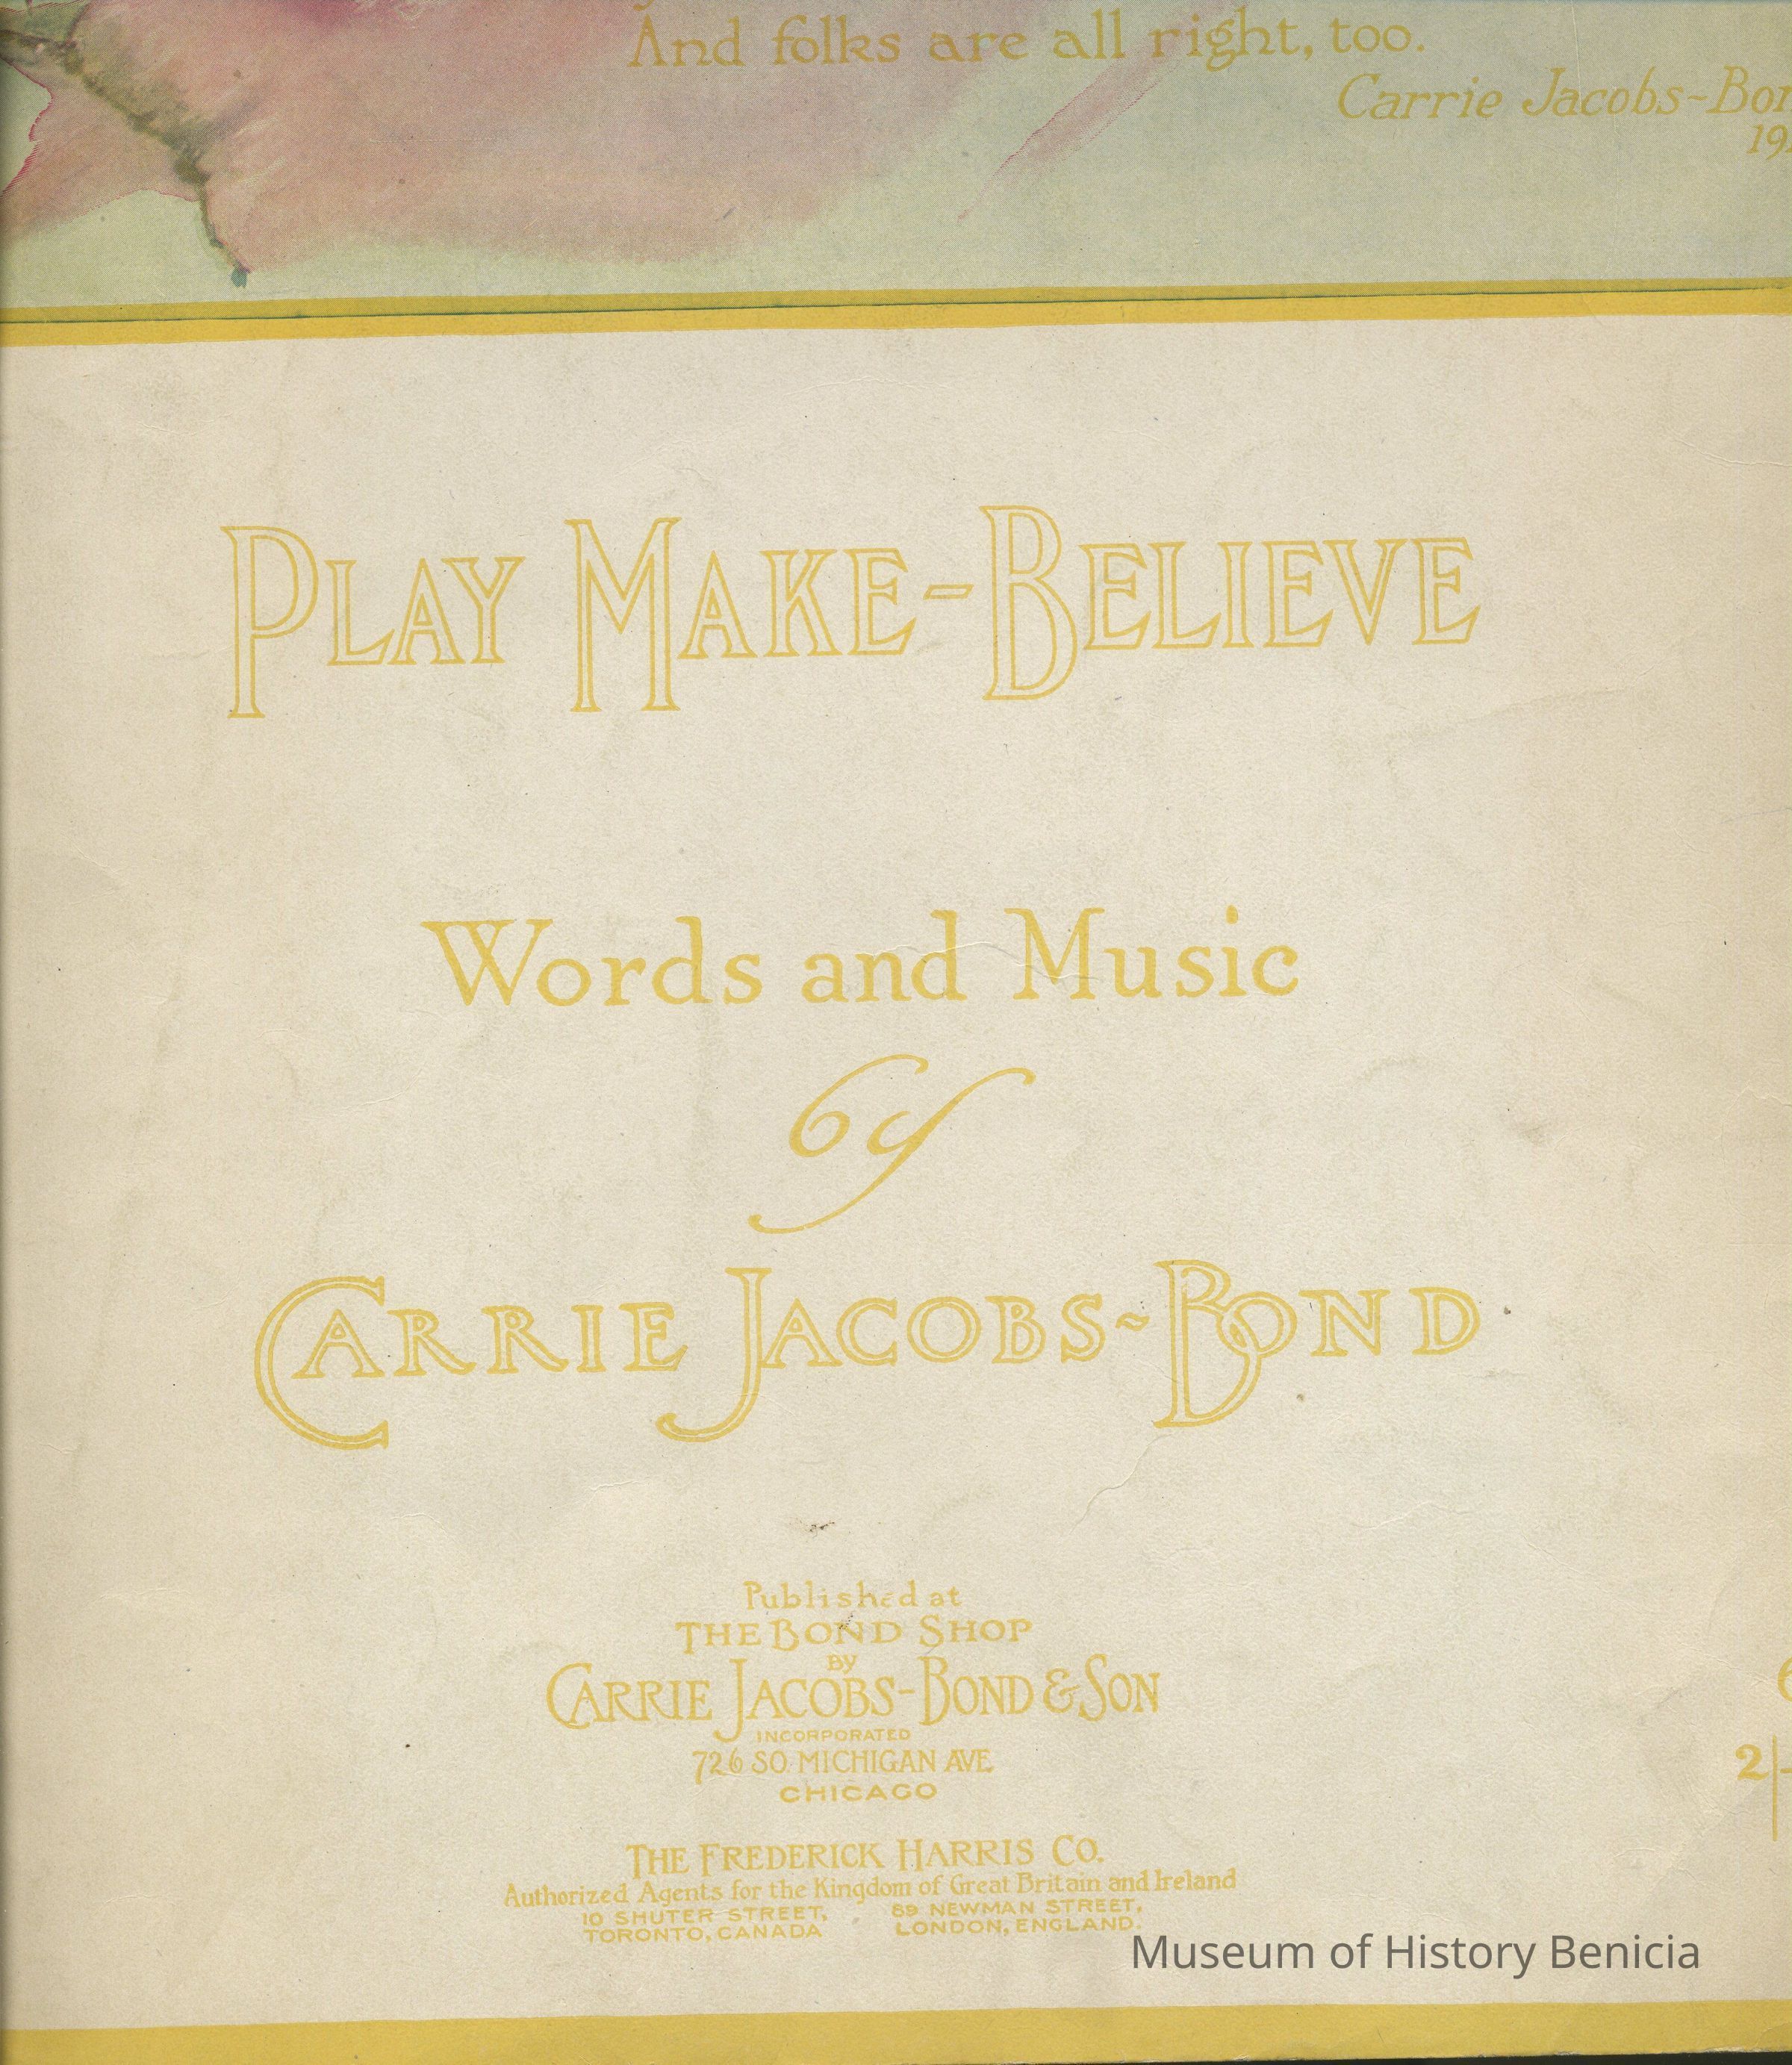 And folks are all right, too.
Carrie Jacobs-Bon
19
PLAY MAKE-BELIEVE
Words and Music
by
CARRIE JACOBS-BOND
Published at
THE BOND SHOP
BY
CARRIE JACOBS-BOND & SON
INCORPORATED
726 SO. MICHIGAN AVE.
CHICAGO
2
THE FREDERICK HARRIS CO.
Authorized Agents for the Kingdom of Great Britain and Ireland
10 SHUTER STREET, 89 NEWMAN STREET,
TORONTO, CANADA LONDON, ENGLAND.
Museum of History Benicia